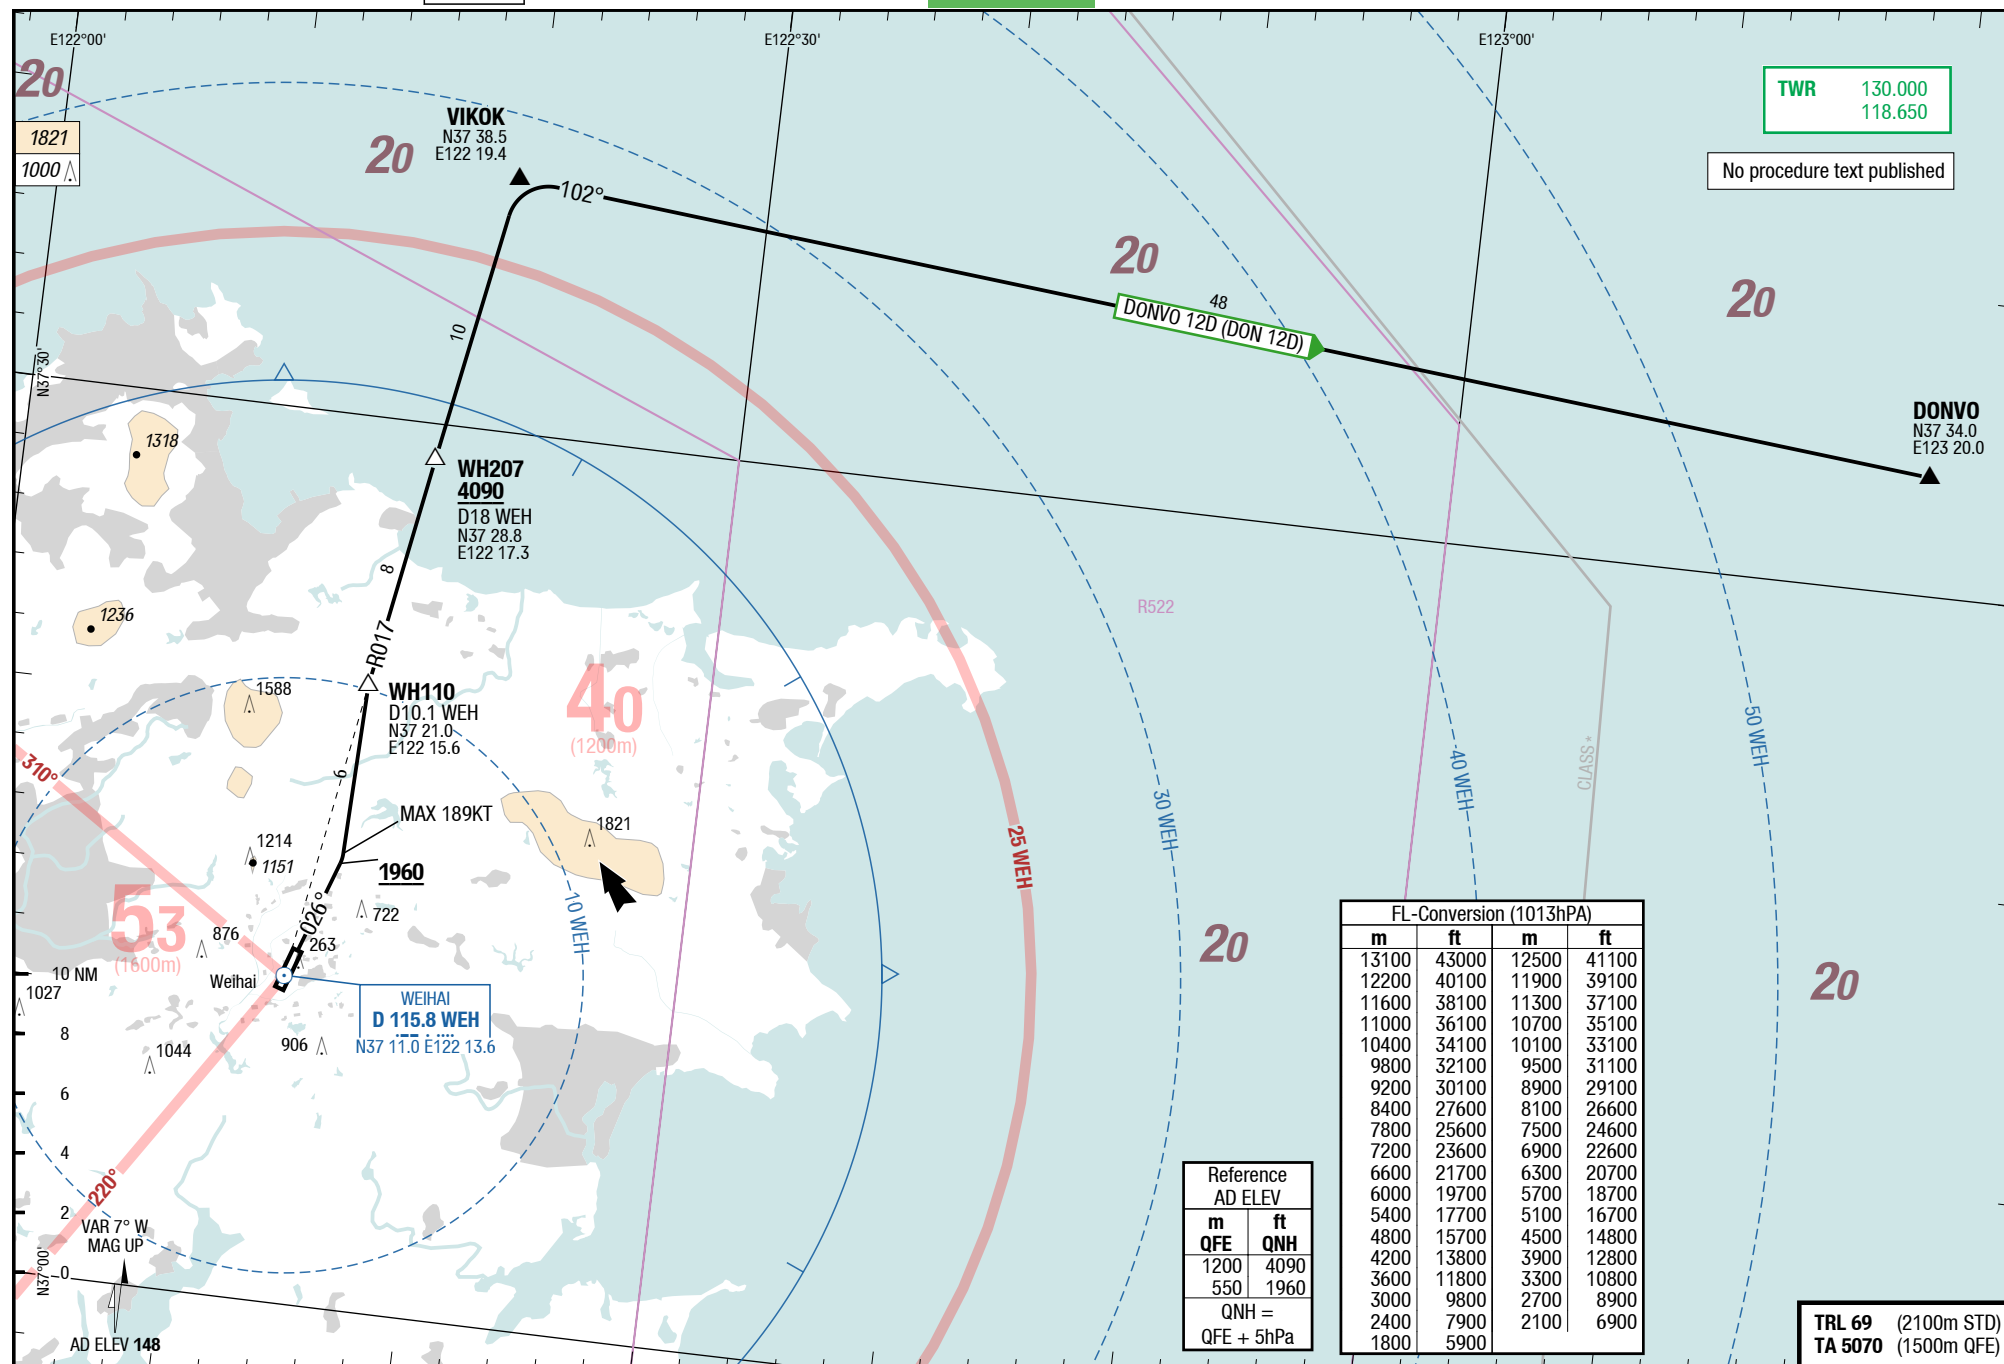 E122°00'
E122°30'
E123°00'
20
TWR 130.000
118.650
VIKOK
N37 38.5
E122 19.4
1821
1000
20
No procedure text published
102°
20
20
48
DONVO 12D (DON 12D)
10
N37°30'
DONVO
N37 34.0
E123 20.0
1318
WH207
4090
D18 WEH
N37 28.8
E122 17.3
8
R522
1236
R017
1588
WH110
D10.1 WEH
N37 21.0
E122 15.6
40
(1200m)
50 WEH
40 WEH
CLASS *
30 WEH
310°
6
MAX 189KT
1821
1214
1151
1960
25 WEH
10 WEH
53
(1600m)
026°
722
876
263
20
20
10 NM
Weihai
1027
WEIHAI
D 115.8 WEH
N37 11.0 E122 13.6
8
906
1044
6
4
220°
2
VAR 7° W
MAG UP
N37°00'
0
AD ELEV 148
Reference
AD ELEV
m ft
QFE QNH
1200 4090
550 1960
QNH =
QFE + 5hPa
FL-Conversion (1013hPA)
m ft m ft
13100 43000 12500 41100
12200 40100 11900 39100
11600 38100 11300 37100
11000 36100 10700 35100
10400 34100 10100 33100
9800 32100 9500 31100
9200 30100 8900 29100
8400 27600 8100 26600
7800 25600 7500 24600
7200 23600 6900 22600
6600 21700 6300 20700
6000 19700 5700 18700
5400 17700 5100 16700
4800 15700 4500 14800
4200 13800 3900 12800
3600 11800 3300 10800
3000 9800 2700 8900
2400 7900 2100 6900
1800 5900
TRL 69 (2100m STD)
TA 5070 (1500m QFE)